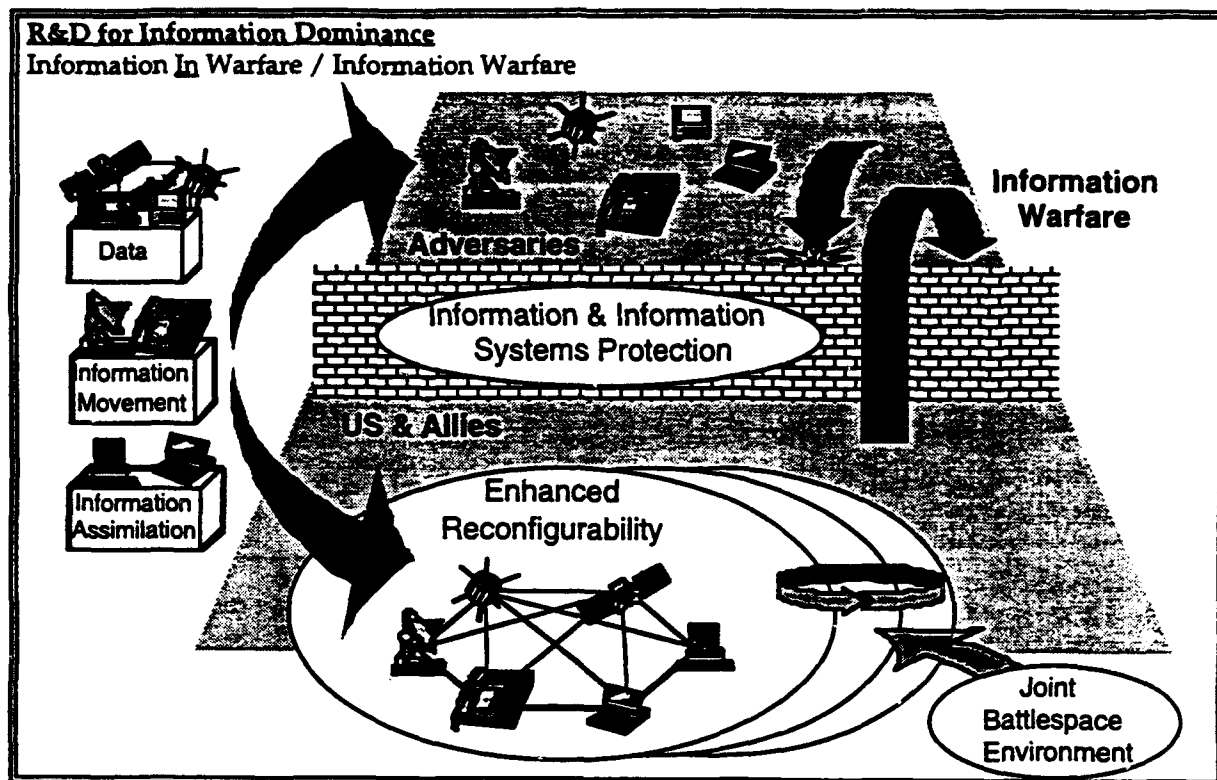 R&D for Information Dominance
Information In Warfare / Information Warfare
Data
Information
Movement
Information
Assimilation
Adversaries
Information
Warfare
Information & Information
Systems Protection
US & Allies
Enhanced
Reconfigurability
Joint
Battlespace
Environment